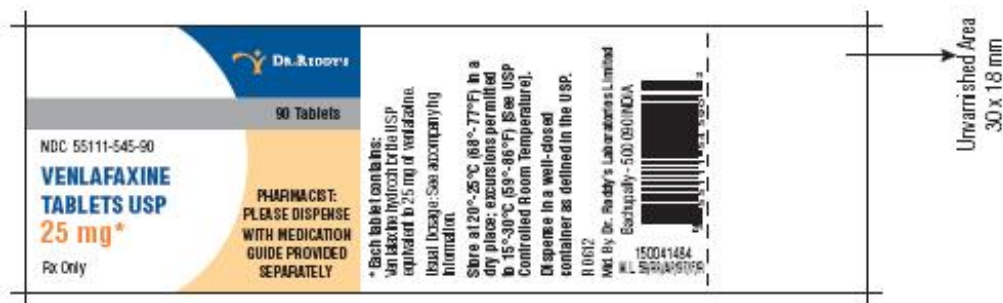 DR.REDDY'S
90 Tablets
NDC 55111-545-90
VENLAFAXINE
TABLETS USP
25 mg*
Rx Only
PHARMACIST:
PLEASE DISPENSE
WITH MEDICATION
GUIDE PROVIDED
SEPARATELY
* Each tablet contains:
Venlafaxine hydrochloride USP
equivalent to 25 mg of venlafaxine.
Usual Dosage: See accompanying
information.
Store at 20°-25°C (68°-77°F) in a
dry place; excursions permitted
to 15°-30°C (59°-86°F) [See USP
Controlled Room Temperature].
Dispense in a well-closed
container as defined in the USP.
R0612
Mfd. By Dr. Reddy's Laboratories Limited
Bachupally - 500 090 INDIA
150041484
Unvarnished Area
30 x 18 mm